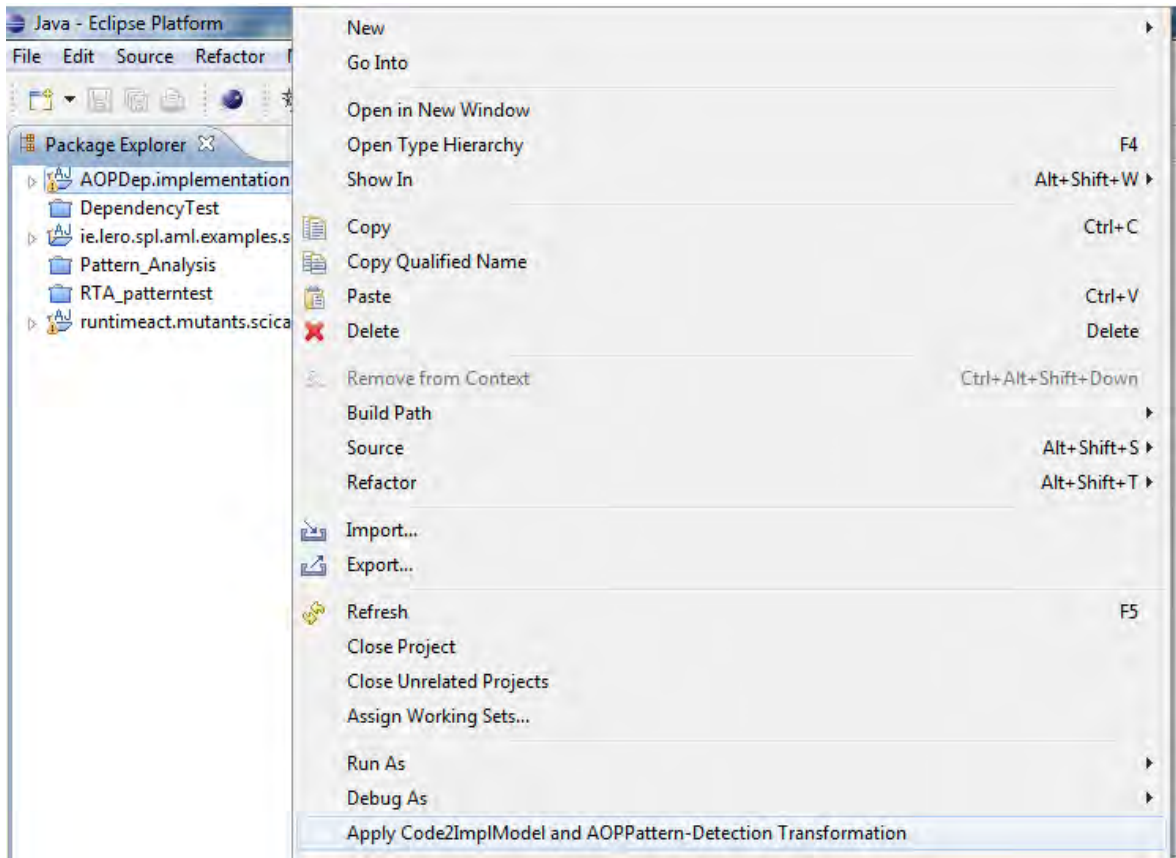 Java - Eclipse Platform
File Edit Source Refactor
Package Explorer
AOPDep.implementation
DependencyTest
ie.lero.spl.aml.examples.s
Pattern_Analysis
RTA_patterntest
runtimeact.mutants.scica
New
Go Into
Open in New Window
Open Type Hierarchy F4
Show In Alt+Shift+W
Copy Ctrl+C
Copy Qualified Name
Paste Ctrl+V
Delete Delete
Remove from Context Ctrl+Alt+Shift+Down
Build Path
Source Alt+Shift+S
Refactor Alt+Shift+T
Import...
Export...
Refresh F5
Close Project
Close Unrelated Projects
Assign Working Sets...
Run As
Debug As
Apply Code2ImplModel and AOPPattern-Detection Transformation